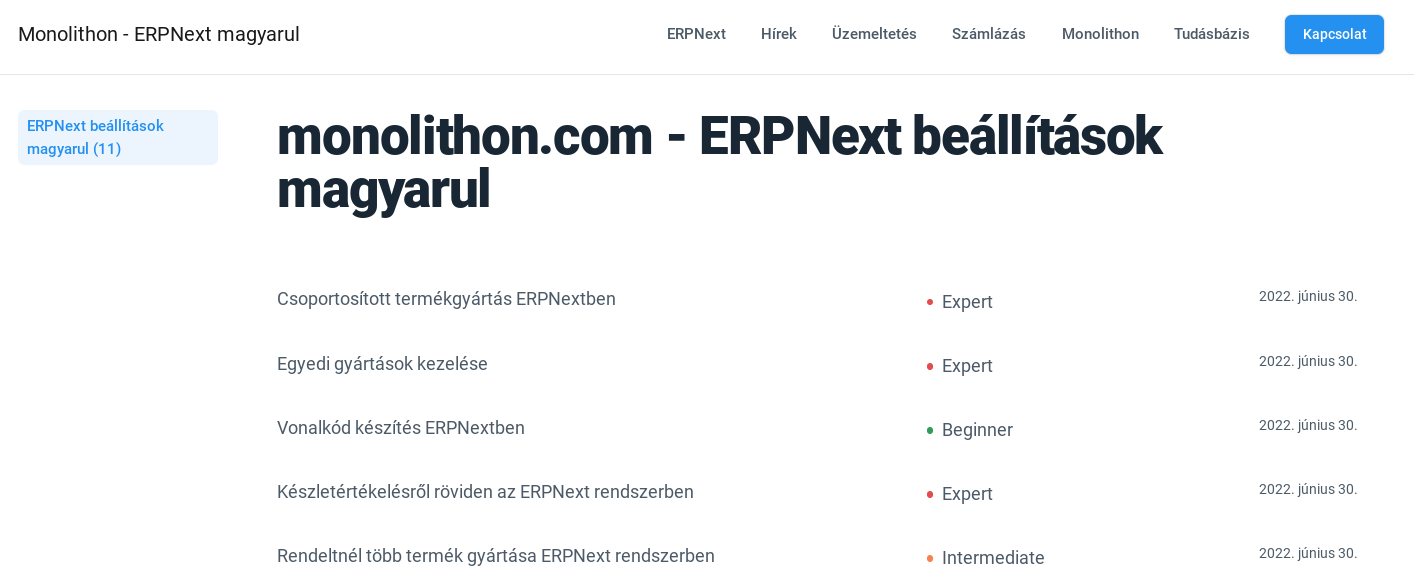 Monolithon - ERPNext magyarul
ERPNext
Hírek
Üzemeltetés
Számlázás
Monolithon
Tudásbázis
Kapcsolat
ERPNext beállítások
magyarul (11)
monolithon.com - ERPNext beállítások
magyarul
Csoportosított termékgyártás ERPNextben
Expert
2022. június 30.
Egyedi gyártások kezelése
Expert
2022. június 30.
Vonalkód készítés ERPNextben
Beginner
2022. június 30.
Készletértékelésről röviden az ERPNext rendszerben
Expert
2022. június 30.
Rendeltnél több termék gyártása ERPNext rendszerben
Intermediate
2022. június 30.